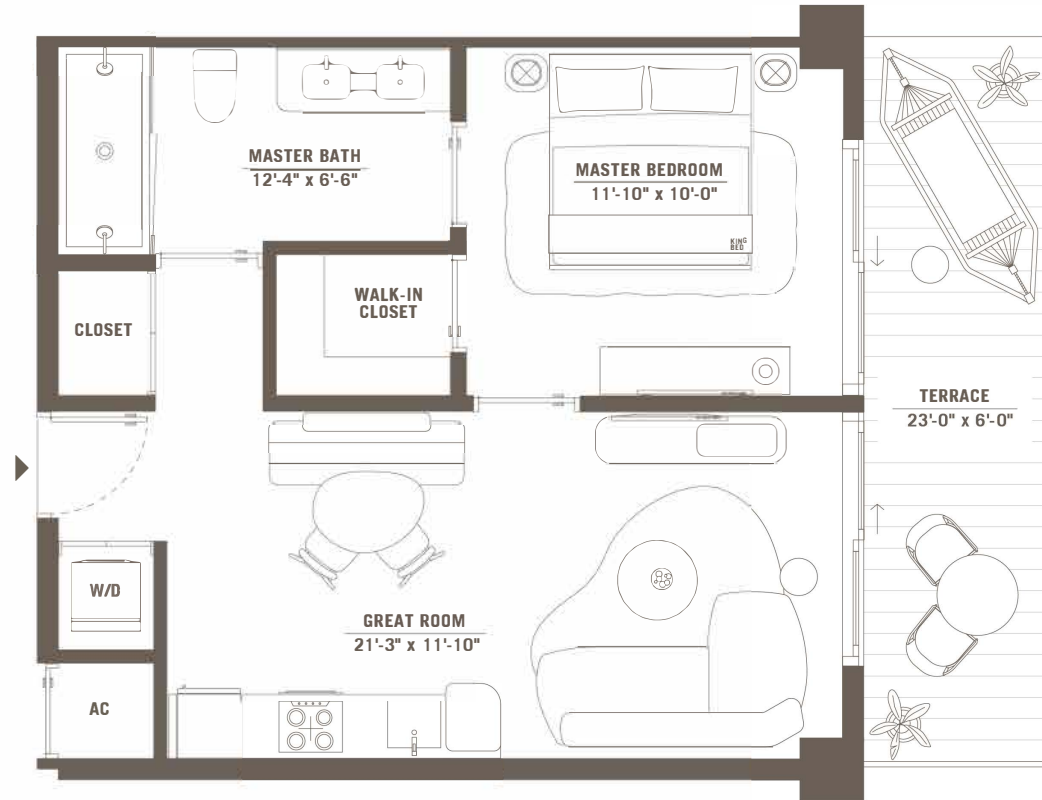 MASTER BATH
12'-4" x 6'-6"
MASTER BEDROOM
11'-10" x 10'-0"
KING
BED
WALK-IN
CLOSET
CLOSET
TERRACE
23'-0" x 6'-0"
W/D
GREAT ROOM
21'-3" x 11'-10"
AC